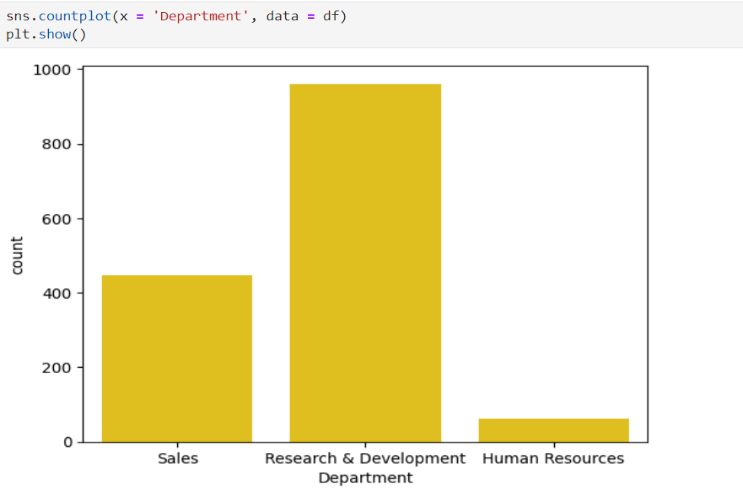 sns.countplot(x = 'Department', data = df)
plt.show()
1000
800
600
400
200
0
count
Sales Research & Development Human Resources
Department